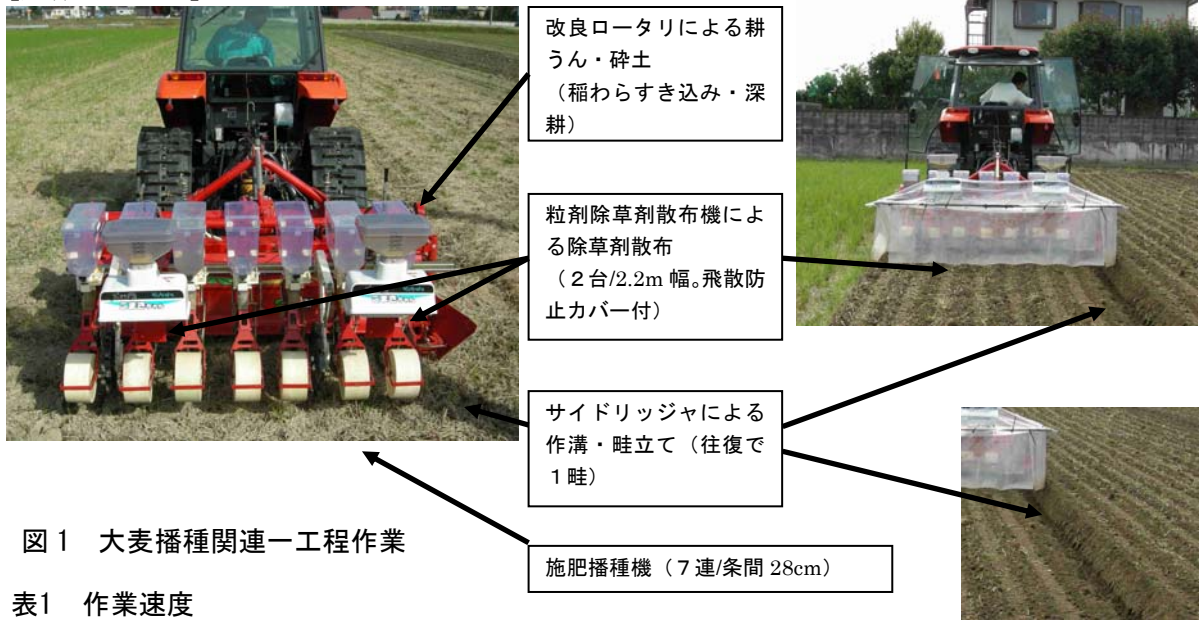 改良ロータリによる耕
うん・砕土
（稲わらすき込み・深
耕）
粒剤除草剤散布機によ
る除草剤散布
（２台/2.2m 幅。飛散防
止カバー付）
サイドリッジャによる
作溝・畦立て（往復で
１畦）
施肥播種機（７連/条間 28cm）
図１　大麦播種関連一工程作業
表1　作業速度